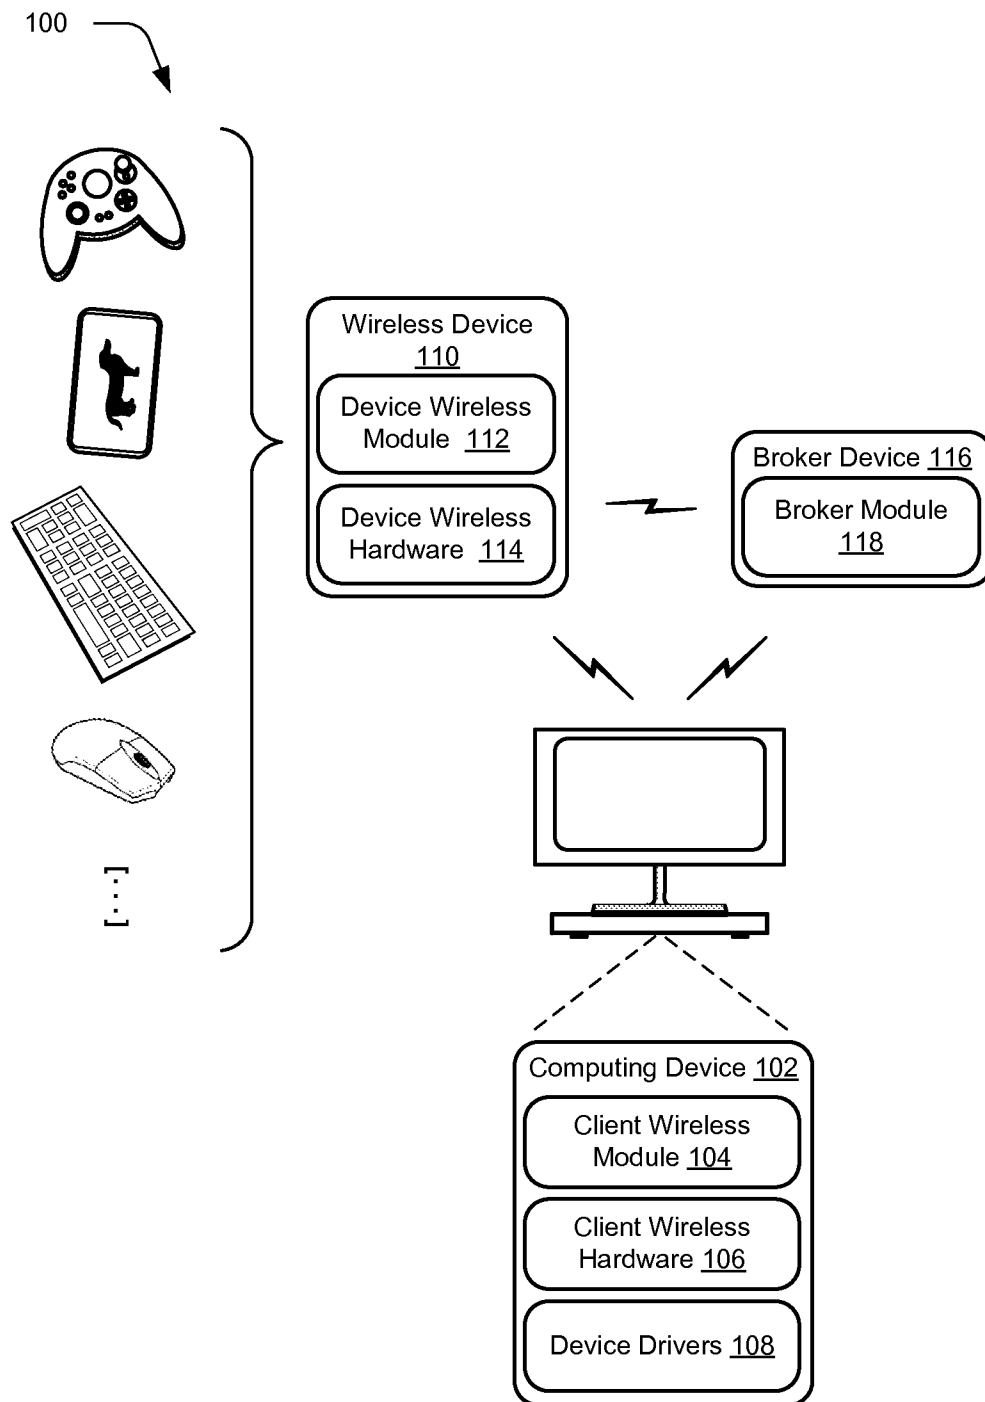 100
Wireless Device
110
Device Wireless
Module 112
Device Wireless
Hardware 114
Broker Device 116
Broker Module
118
[...]
Computing Device 102
Client Wireless
Module 104
Client Wireless
Hardware 106
Device Drivers 108